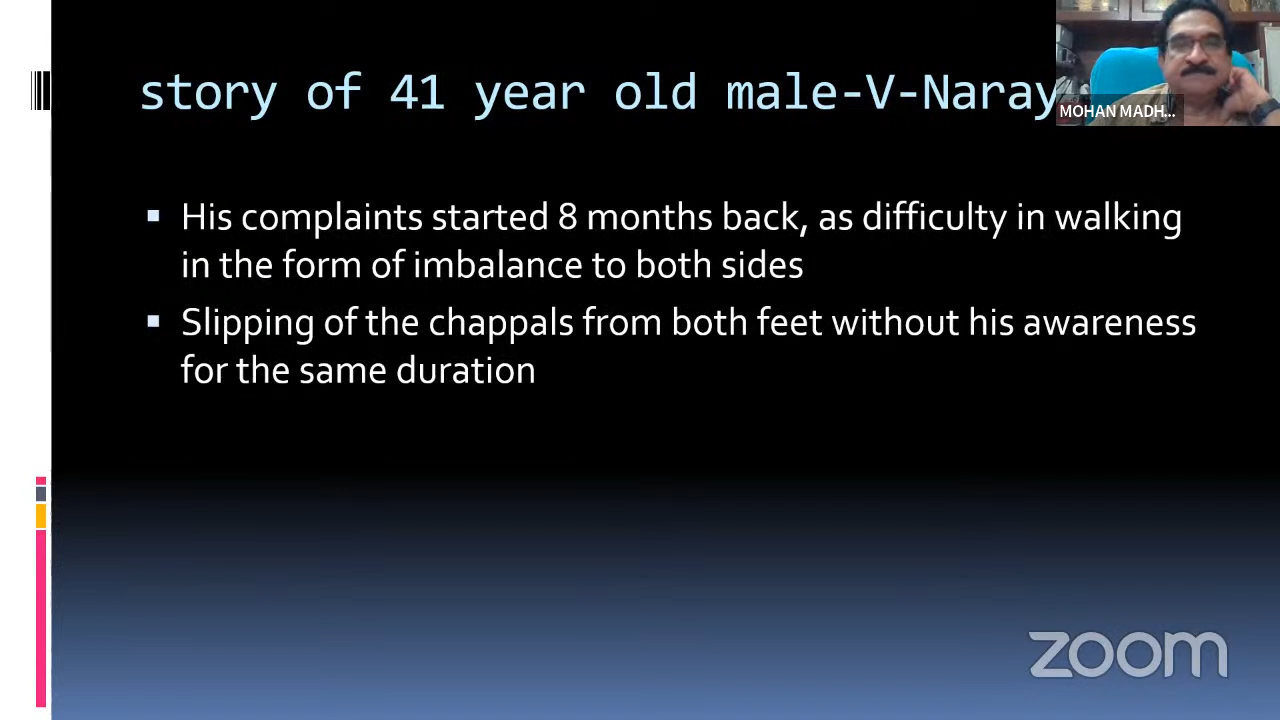 story of 41 year old male-V-Naray
MOHAN MADH...
His complaints started 8 months back, as difficulty in walking
in the form of imbalance to both sides
Slipping of the chappals from both feet without his awareness
for the same duration
zoom